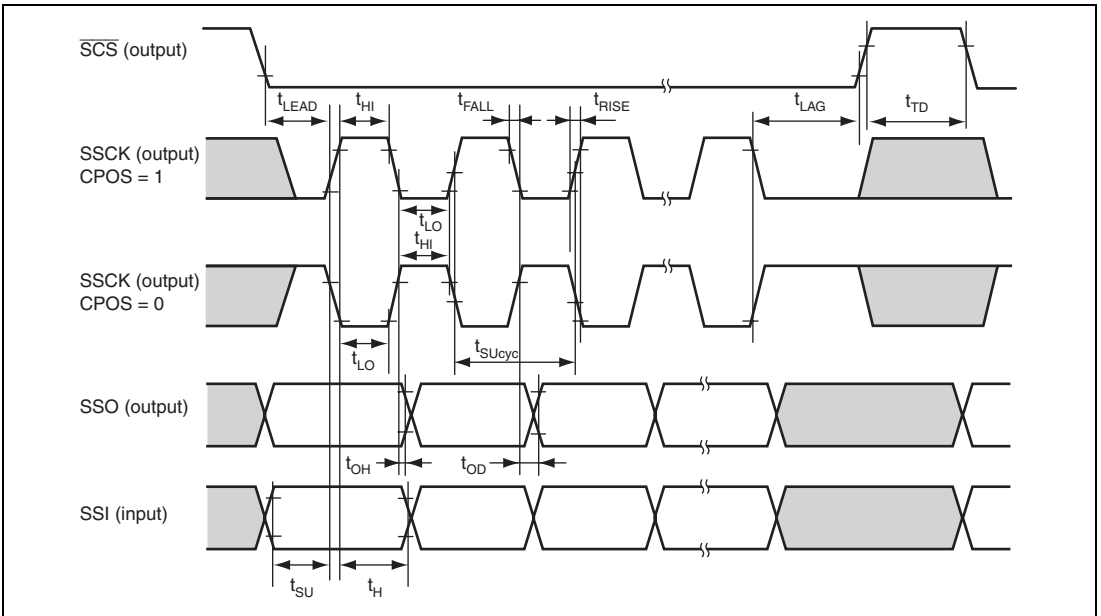 SCS (output)
tLEAD tHI tFALL tRISE tLAG tTD
SSCK (output)
CPOS = 1
tLO
tHI
SSCK (output)
CPOS = 0
tLO tSUcyc
SSO (output)
tOH tOD
SSI (input)
tSU tH